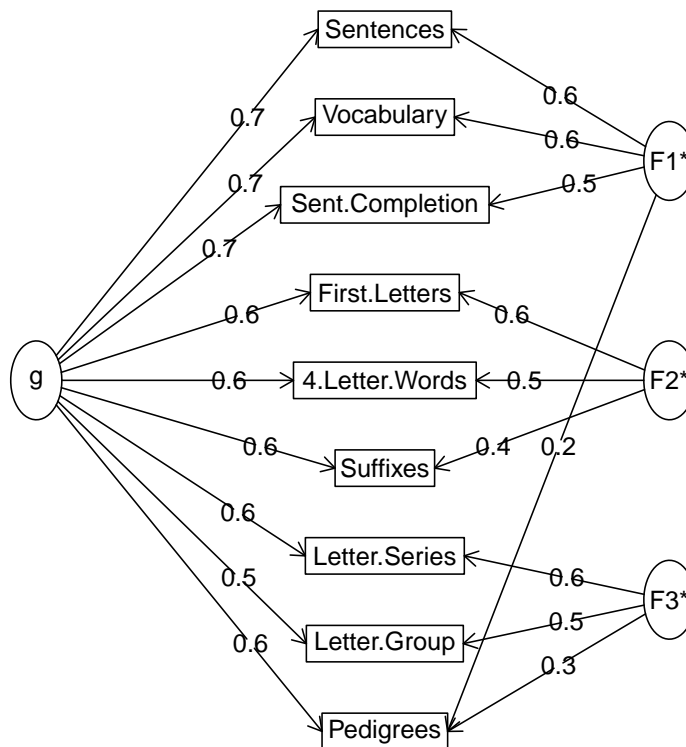 Sentences
0.6
Vocabulary
0.7
0.6
F1*
0.7
Sent.Completion
0.5
0.7
First.Letters
0.6
0.6
g
0.6
4.Letter.Words
0.5
F2*
0.6
Suffixes
0.4
0.2
0.6
Letter.Series
0.5
0.6
F3*
Letter.Group
0.5
0.6
0.3
Pedigrees